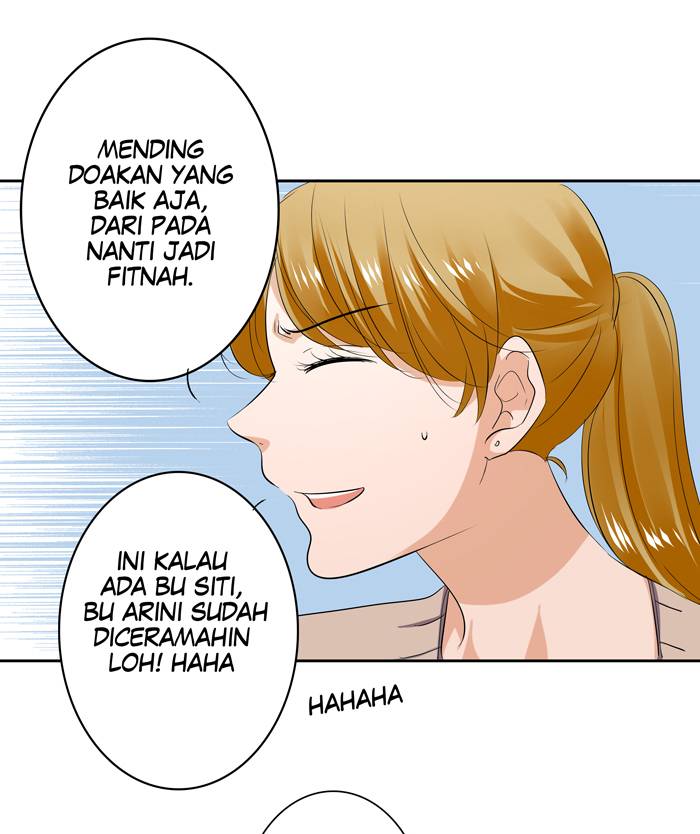 MENDING
DOAKAN YANG
BAIK AJA,
DARI PADA
NANTI JADI
FITNAH.
INI KALAU
ADA BU SITI,
BU ARINI SUDAH
DICERAMAHIN
LOH! HAHA
HAHAHA